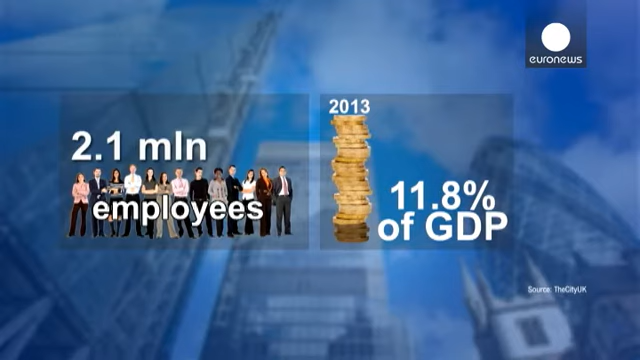 euronews
2.1 mln
employees
2013
11.8%
of GDP
Source: TheCityUK